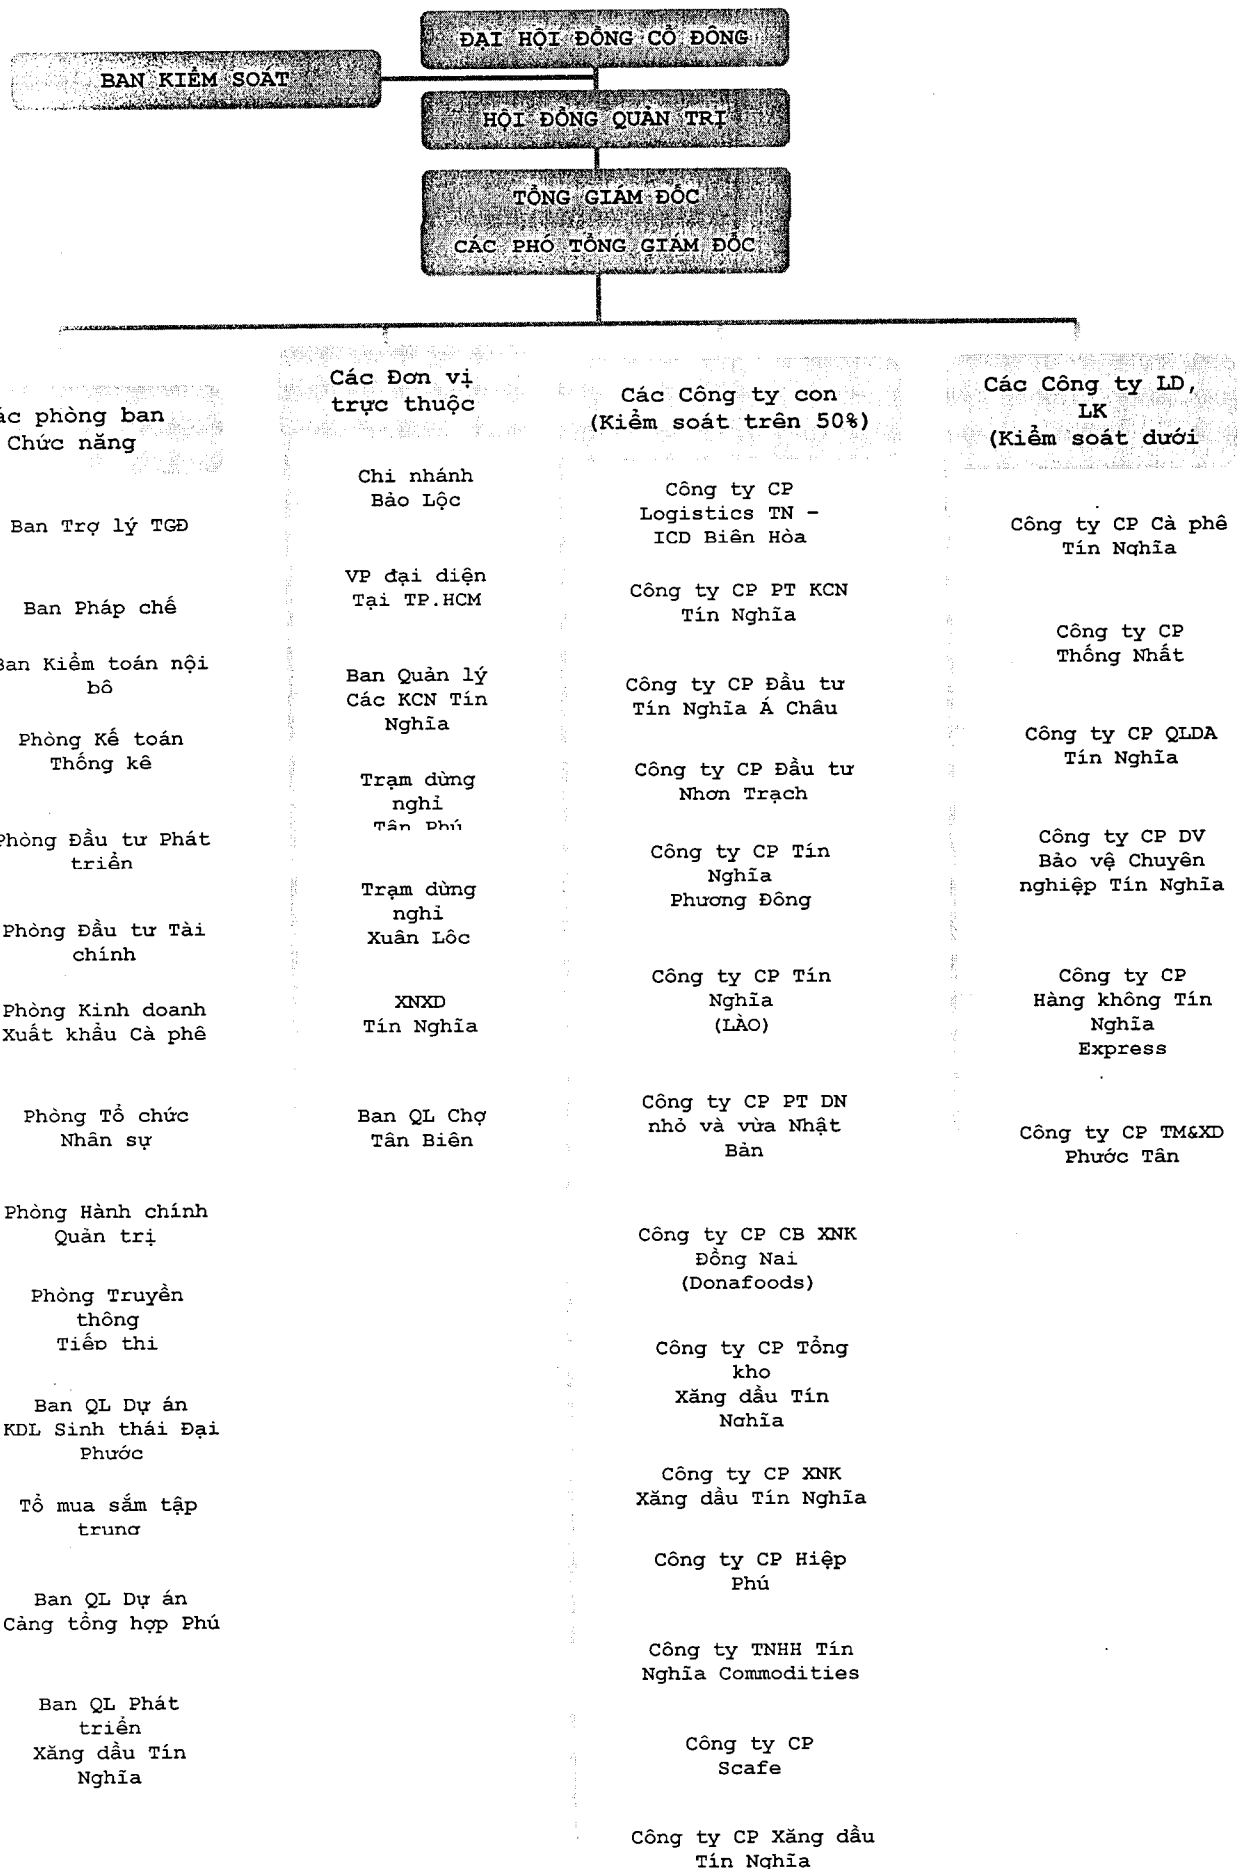 ĐẠI HỘI ĐỒNG CỔ ĐÔNG
BAN KIỂM SOÁT
HỘI ĐỒNG QUẢN TRỊ
TỔNG GIÁM ĐỐC
CÁC PHÓ TỔNG GIÁM ĐỐC
ác phòng ban
Chức năng
Ban Trợ lý TGĐ
Ban Pháp chế
Ban Kiểm toán nội
bô
Phòng Kế toán
Thống kê
Phòng Đầu tư Phát
triển
Phòng Đầu tư Tài
chính
Phòng Kinh doanh
Xuất khẩu Cà phê
Phòng Tổ chức
Nhân sự
Phòng Hành chính
Quản trị
Phòng Truyền
thông
Tiếp thi
Ban QL Dự án
KDL Sinh thái Đại
Phước
Tổ mua sắm tập
trung
Ban QL Dự án
Cảng tổng hợp Phú
Ban QL Phát
triển
Xăng dầu Tín
Nghĩa
Các Đơn vị
trực thuộc
Chi nhánh
Bảo Lộc
VP đại diện
Tại TP.HCM
Ban Quản lý
Các KCN Tín
Nghĩa
Trạm dừng
nghỉ
Tân Phú
Trạm dừng
nghỉ
Xuân Lôc
XNXD
Tín Nghĩa
Ban QL Chợ
Tân Biên
Các Công ty con
(Kiểm soát trên 50%)
Công ty CP
Logistics TN –
ICD Biên Hòa
Công ty CP PT KCN
Tín Nghĩa
Công ty CP Đầu tư
Tín Nghĩa Á Châu
Công ty CP Đầu tư
Nhơn Trạch
Công ty CP Tín
Nghĩa
Phương Đông
Công ty CP Tín
Nghĩa
(LÀO)
Công ty CP PT DN
nhỏ và vừa Nhật
Bản
Công ty CP CB XNK
Đồng Nai
(Donafoods)
Công ty CP Tổng
kho
Xăng dầu Tín
Nghĩa
Công ty CP XNK
Xăng dầu Tín Nghĩa
Công ty CP Hiệp
Phú
Công ty TNHH Tín
Nghĩa Commodities
Công ty CP
Scafe
Công ty CP Xăng dầu
Tín Nghĩa
Các Công ty LD,
LK
(Kiểm soát dưới
Công ty CP Cà phê
Tín Nghĩa
Công ty CP
Thống Nhất
Công ty CP QLDA
Tín Nghĩa
Công ty CP DV
Bảo vệ Chuyên
nghiệp Tín Nghĩa
Công ty CP
Hàng không Tín
Nghĩa
Express
Công ty CP TM&XD
Phước Tân